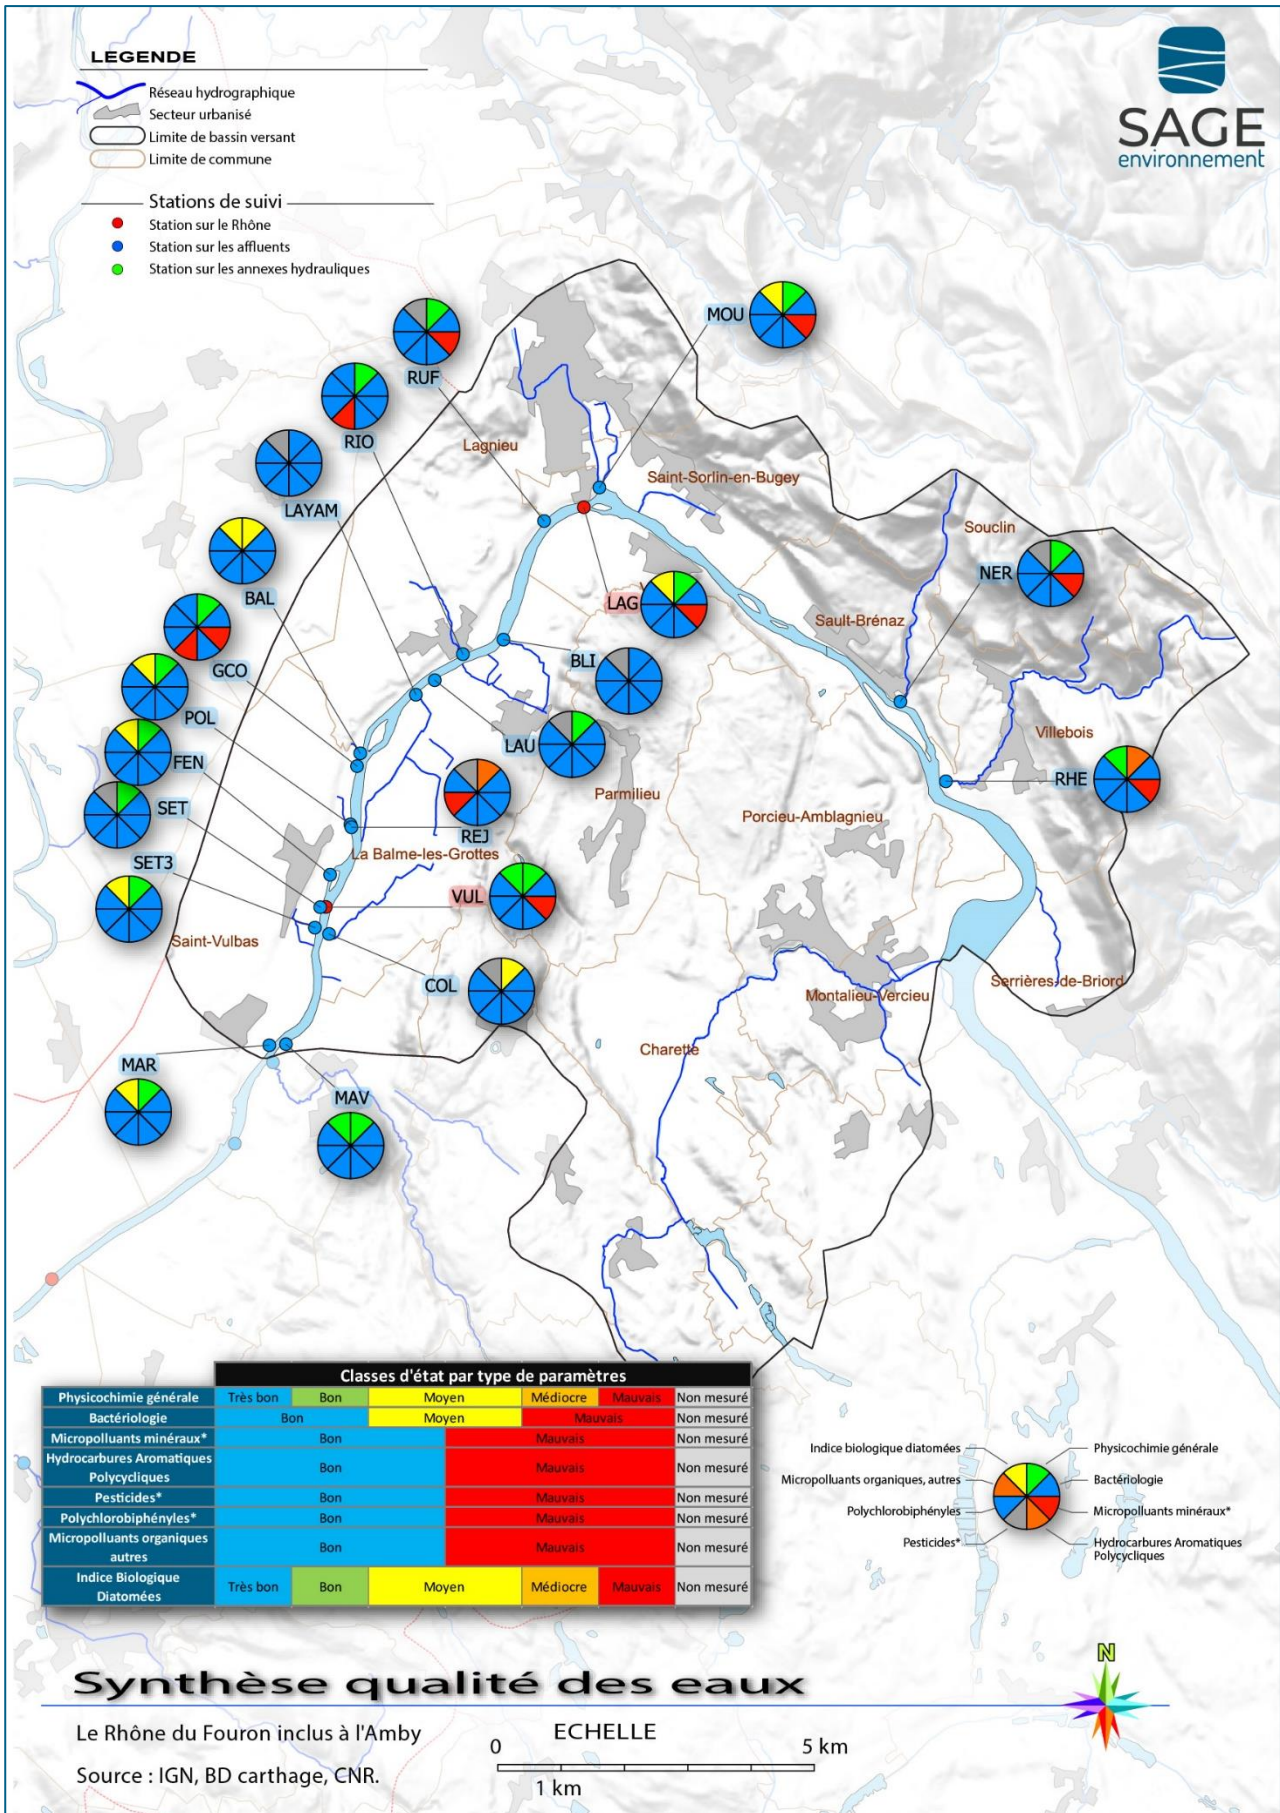 LEGENDE
Réseau hydrographique
Secteur urbanisé
Limite de bassin versant
Limite de commune
Stations de suivi
Station sur le Rhône
Station sur les affluents
Station sur les annexes hydrauliques
SAGE
environnement
MOU
RUF
RIO
Lagnieu
LAYAM
Saint-Sorlin-en-Bugey
Souclin
NER
BAL
LAG
Sault-Brénaz
GCO
BLI
POL
LAU
Villebois
FEN
RHE
Parmilieu
SET
REJ
Porcieu-Amblagnieu
La Balme-les-Grottes
SET3
VUL
Saint-Vulbas
COL
Serrières-de-Briord
Montalieu-Vercieu
Charette
MAR
MAV
Classes d'état par type de paramètres
Physicochimie générale Très bon Bon Moyen Médiocre Mauvais Non mesuré
Bactériologie Bon Moyen Mauvais Non mesuré
Micropolluants minéraux* Bon Mauvais Non mesuré
Hydrocarbures Aromatiques
Polycycliques Bon Mauvais Non mesuré
Pesticides* Bon Mauvais Non mesuré
Polychlorobiphényles* Bon Mauvais Non mesuré
Micropolluants organiques
autres Bon Mauvais Non mesuré
Indice Biologique
Diatomées Très bon Bon Moyen Médiocre Mauvais Non mesuré
Indice biologique diatomées
Physicochimie générale
Micropolluants organiques, autres
Bactériologie
Polychlorobiphényles
Micropolluants minéraux*
Pesticides*
Hydrocarbures Aromatiques
Polycycliques
Synthèse qualité des eaux
N
Le Rhône du Fouron inclus à l'Amby
Source : IGN, BD carthage, CNR.
ECHELLE
0 5 km
1 km